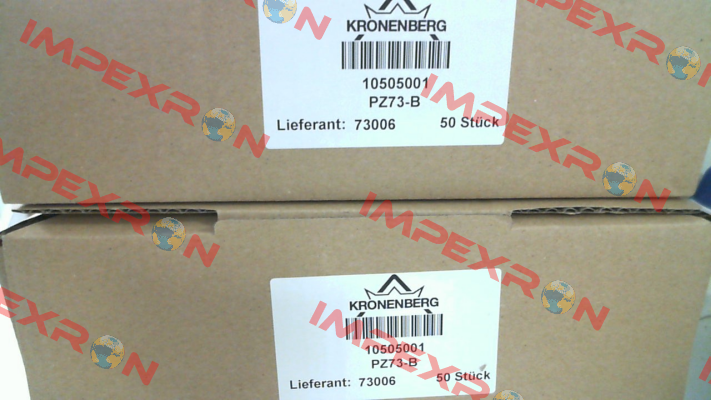 KRONENBERG
10505001
PZ73-B
Lieferant: 73006 50 Stück
KRONENBERG
10505001
PZ73-B
Lieferant: 73006 50 Stück
IMPEXRON
IMPEXRON
IMPEXRON
IMPEXRON
IMPEXRON
IMPEXRON
IMPEXRON